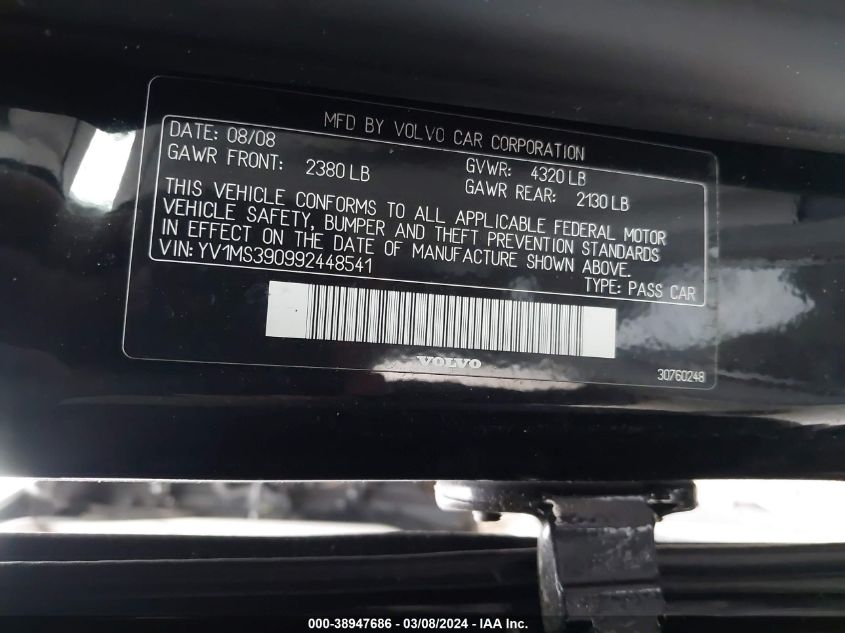 MFD BY VOLVO CAR CORPORATION
DATE: 08/08
GVWR: 4320 LB
GAWR FRONT: 2380 LB
GAWR REAR: 2130 LB
THIS VEHICLE CONFORMS TO ALL APPLICABLE FEDERAL MOTOR
VEHICLE SAFETY, BUMPER AND THEFT PREVENTION STANDARDS
IN EFFECT ON THE DATE OF MANUFACTURE SHOWN ABOVE.
VIN: YV1MS390992448541
TYPE: PASS CAR
VOLVO
30760248
000-38947686 - 03/08/2024 - IAA Inc.